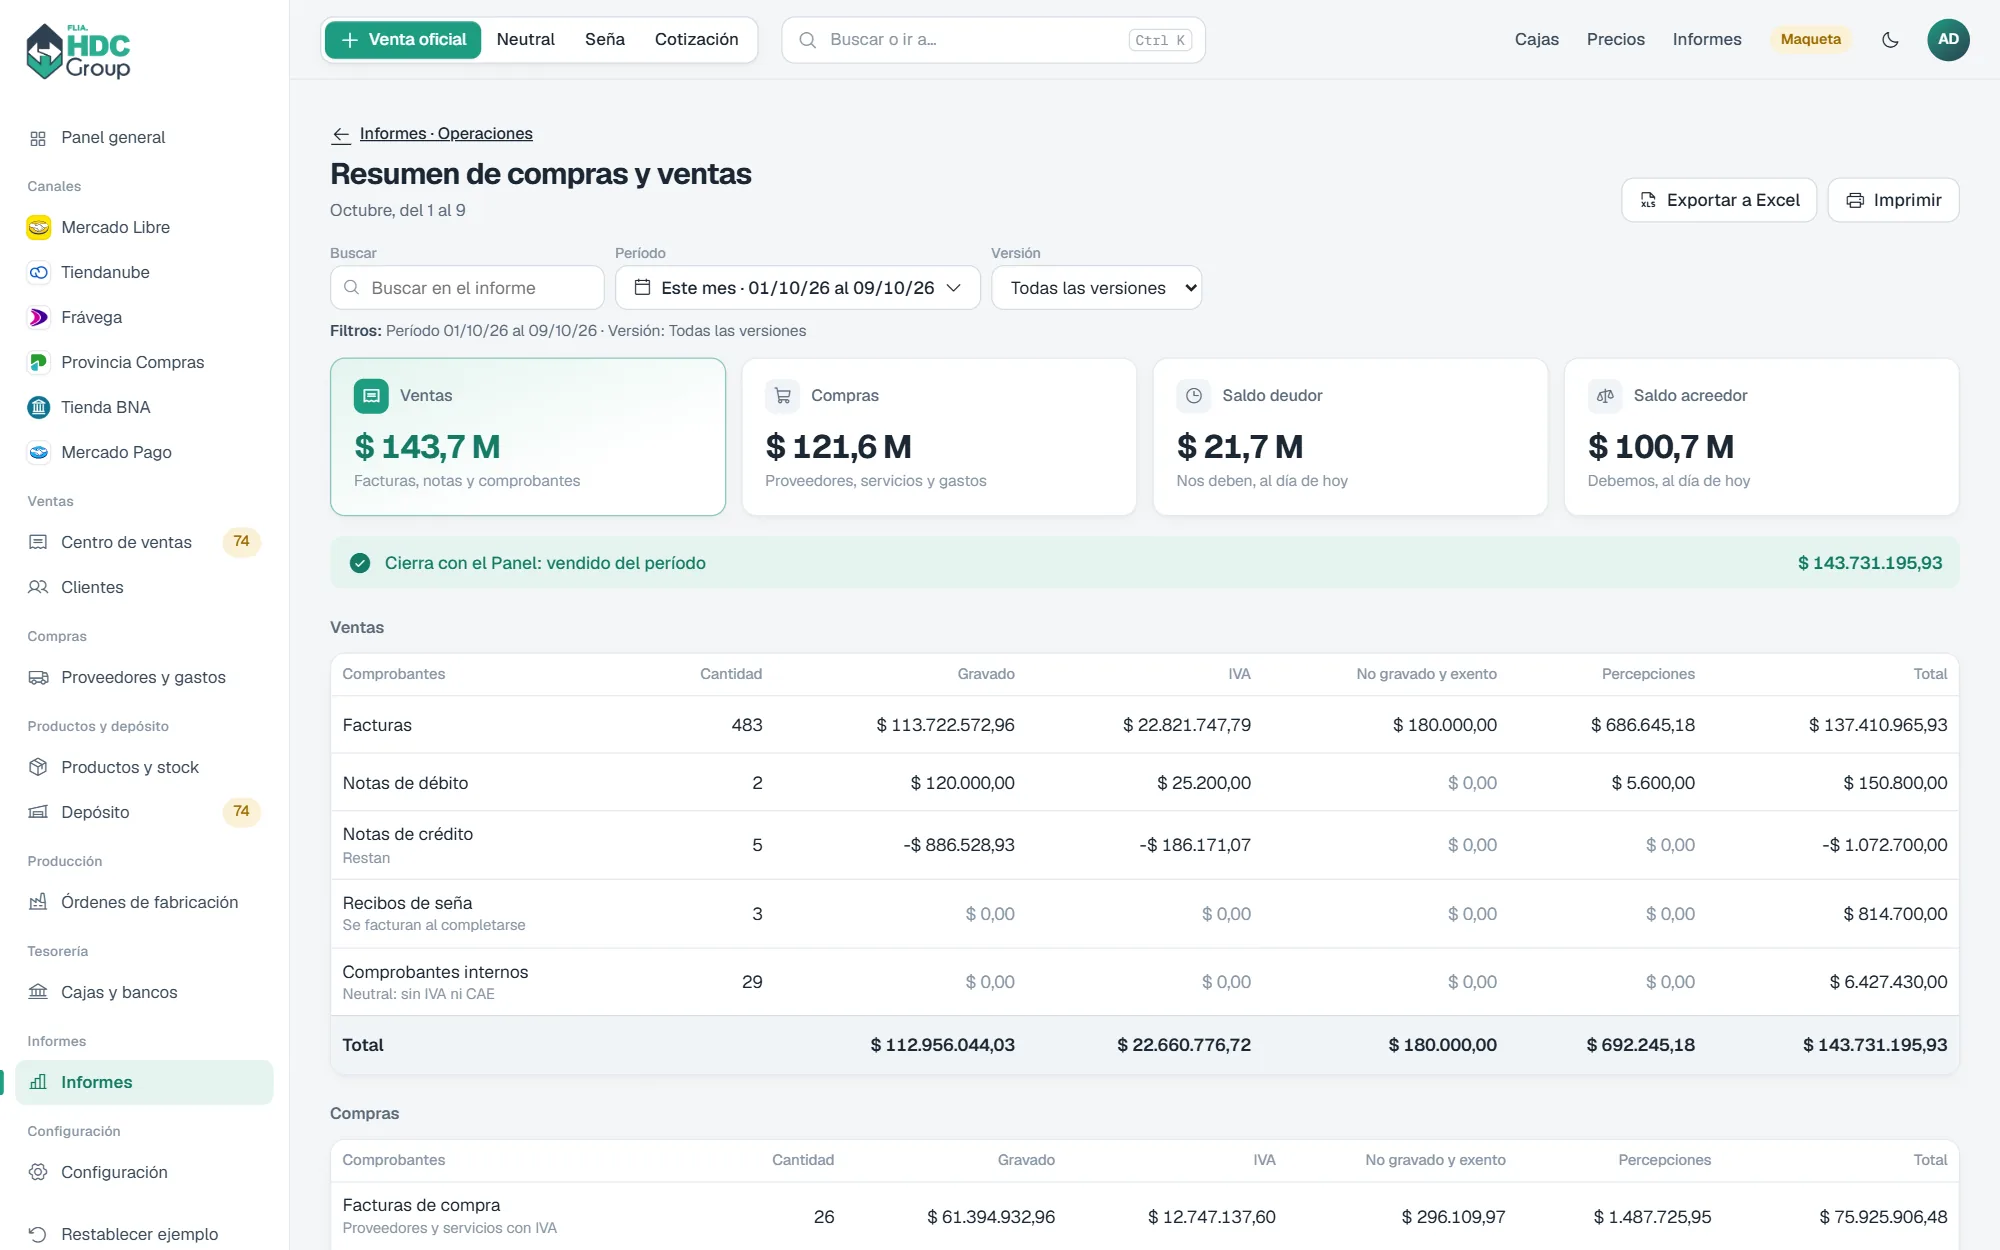 FLIA.
HDC
Group
Panel general
Canales
Mercado Libre
Tiendanube
Frávega
Provincia Compras
Tienda BNA
Mercado Pago
Ventas
Centro de ventas 74
Clientes
Compras
Proveedores y gastos
Productos y depósito
Productos y stock
Depósito 74
Producción
Órdenes de fabricación
Tesorería
Cajas y bancos
Informes
Informes
Configuración
Configuración
Restablecer ejemplo
Venta oficial Neutral Seña Cotización
Buscar o ir a... Ctrl K
Cajas Precios Informes Maqueta AD
Informes · Operaciones
Resumen de compras y ventas
Octubre, del 1 al 9
XLS Exportar a Excel Imprimir
Buscar Período Versión
Buscar en el informe Este mes · 01/10/26 al 09/10/26 Todas las versiones
Filtros: Período 01/10/26 al 09/10/26 · Versión: Todas las versiones
Ventas
$ 143,7 M
Facturas, notas y comprobantes
Compras
$ 121,6 M
Proveedores, servicios y gastos
Saldo deudor
$ 21,7 M
Nos deben, al día de hoy
Saldo acreedor
$ 100,7 M
Debemos, al día de hoy
Cierra con el Panel: vendido del período $ 143.731.195,93
Ventas
Comprobantes Cantidad Gravado IVA No gravado y exento Percepciones Total
Facturas 483 $ 113.722.572,96 $ 22.821.747,79 $ 180.000,00 $ 686.645,18 $ 137.410.965,93
Notas de débito 2 $ 120.000,00 $ 25.200,00 $ 0,00 $ 5.600,00 $ 150.800,00
Notas de crédito 5 -$ 886.528,93 -$ 186.171,07 $ 0,00 $ 0,00 -$ 1.072.700,00
Restan
Recibos de seña 3 $ 0,00 $ 0,00 $ 0,00 $ 0,00 $ 814.700,00
Se facturan al completarse
Comprobantes internos 29 $ 0,00 $ 0,00 $ 0,00 $ 0,00 $ 6.427.430,00
Neutral: sin IVA ni CAE
Total $ 112.956.044,03 $ 22.660.776,72 $ 180.000,00 $ 692.245,18 $ 143.731.195,93
Compras
Comprobantes Cantidad Gravado IVA No gravado y exento Percepciones Total
Facturas de compra 26 $ 61.394.932,96 $ 12.747.137,60 $ 296.109,97 $ 1.487.725,95 $ 75.925.906,48
Proveedores y servicios con IVA